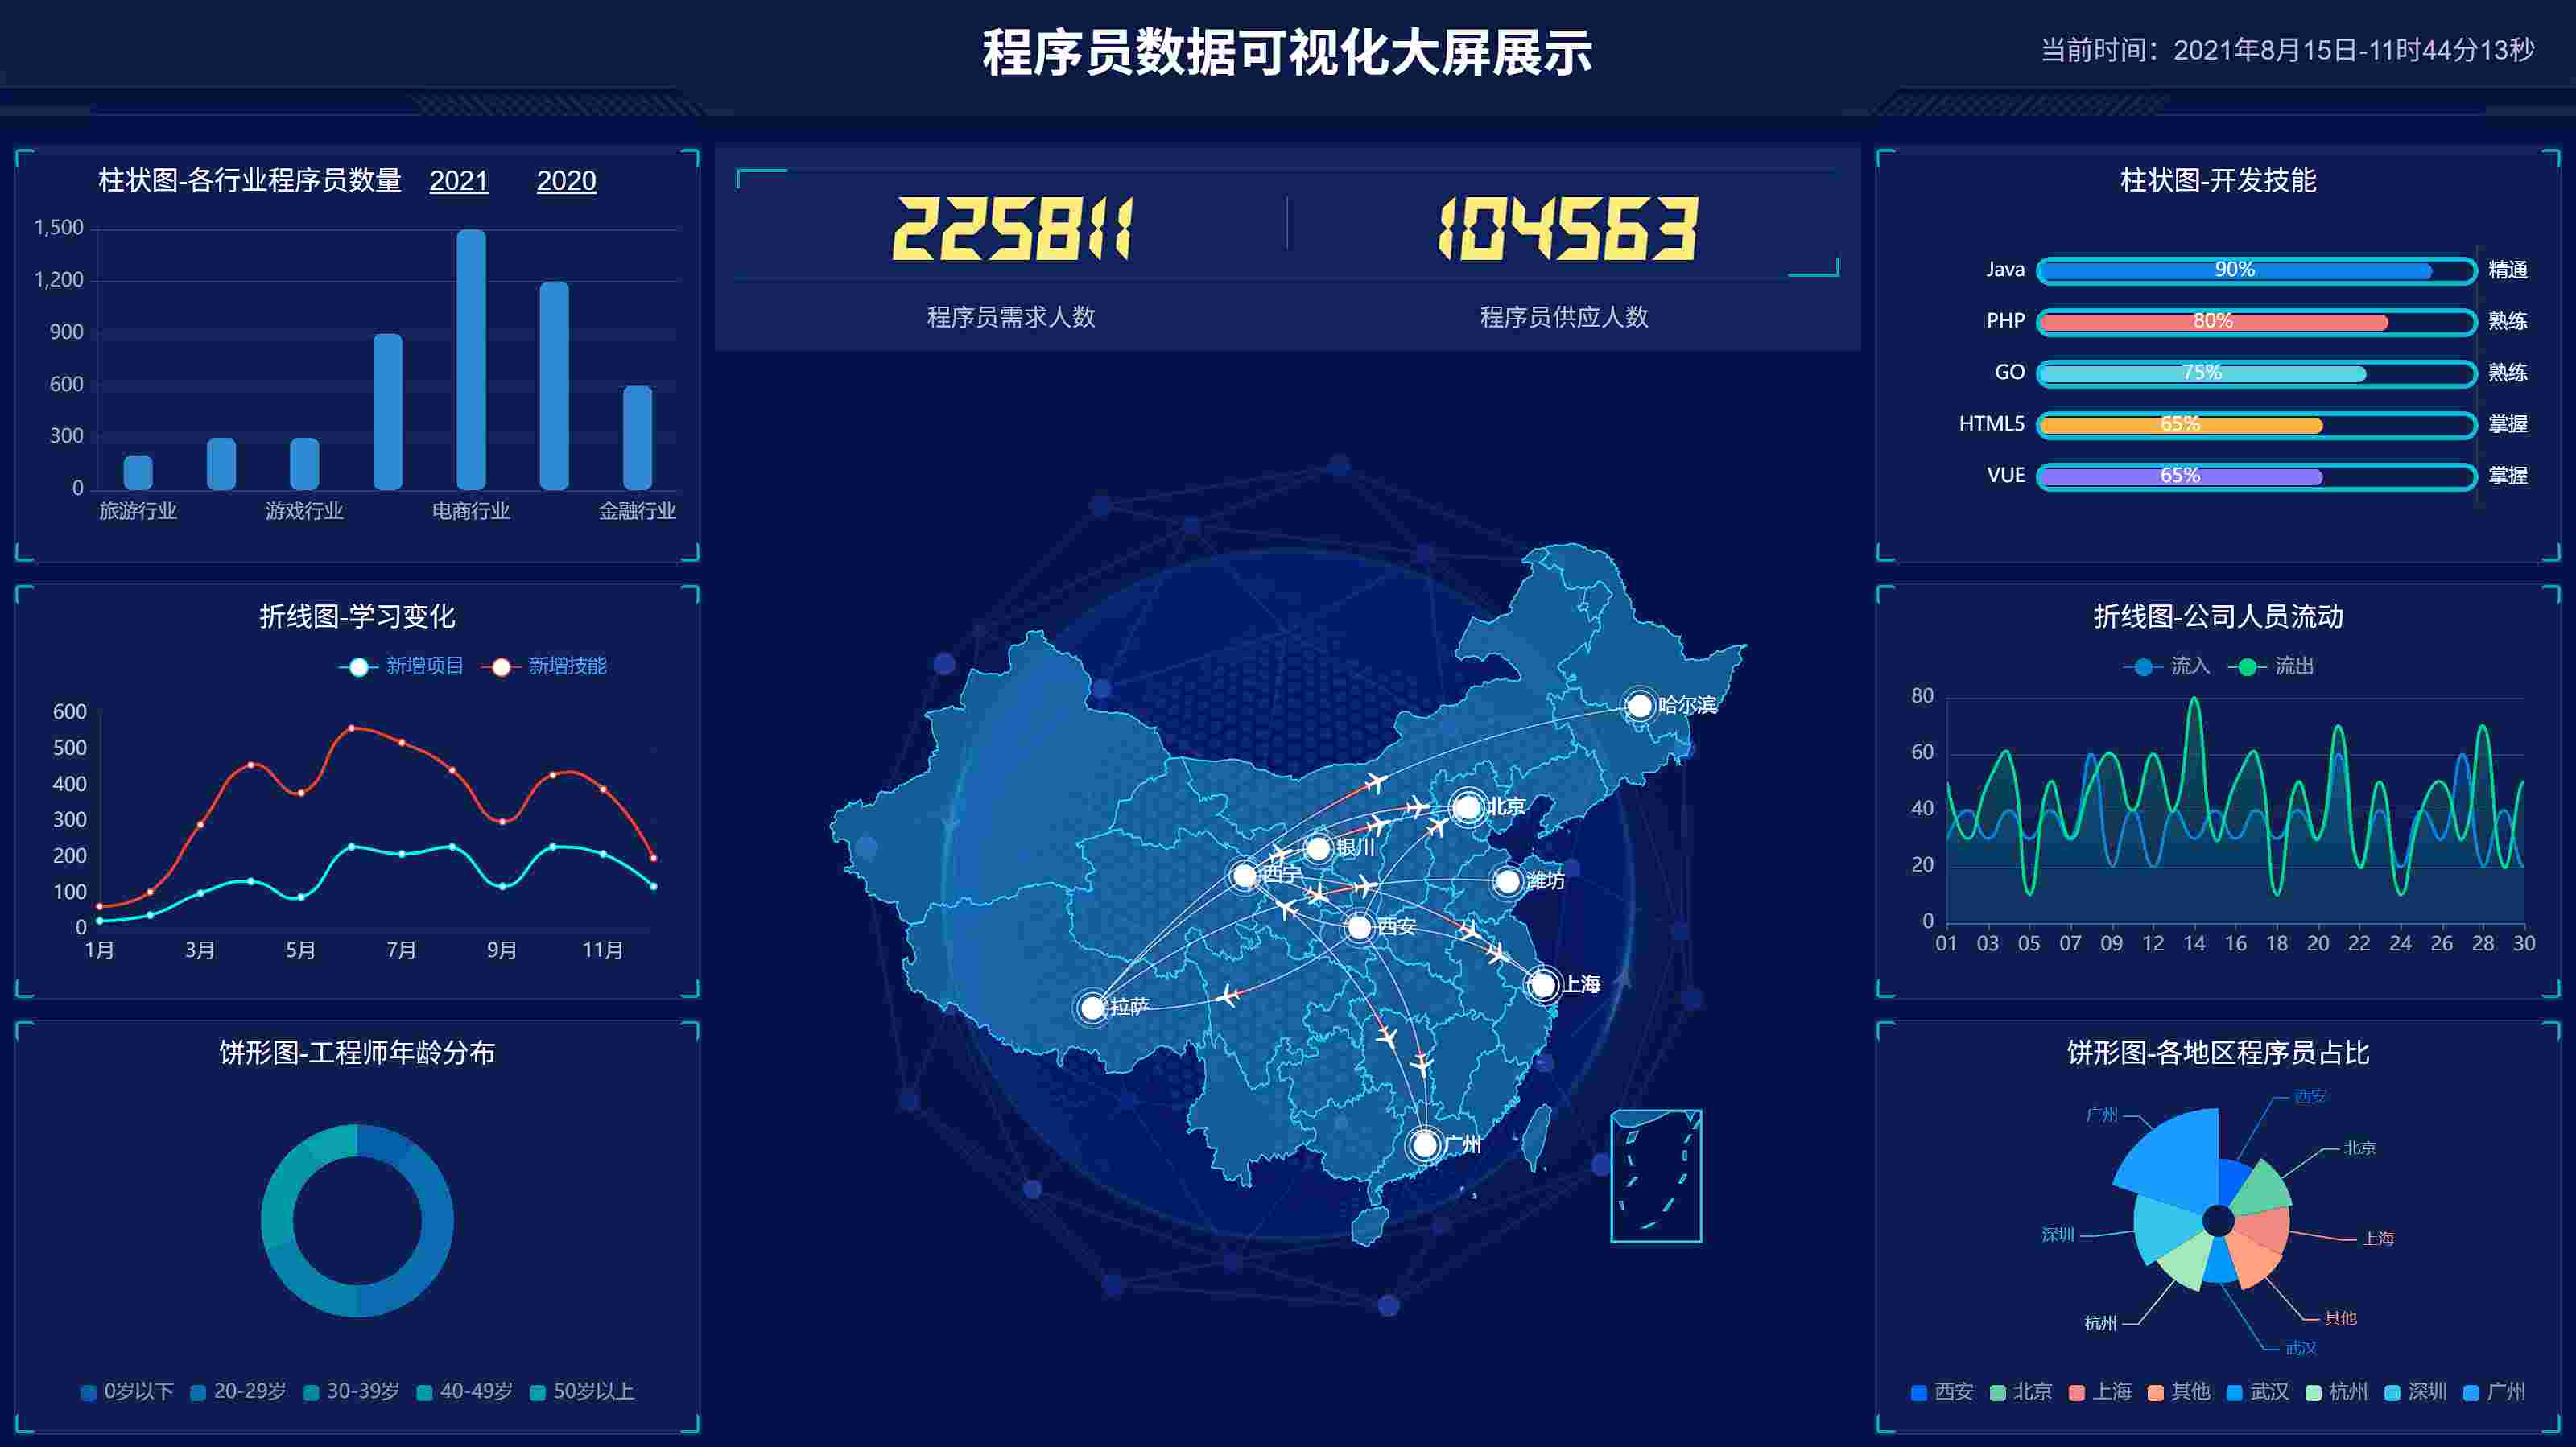 程序员数据可视化大屏展示
当前时间：2021年8月15日-11时44分13秒
柱状图-各行业程序员数量 2021 2020
1,500
1,200
900
600
300
0
旅游行业 游戏行业 电商行业 金融行业
折线图-学习变化
新增项目 新增技能
600
500
400
300
200
100
0
1月 3月 5月 7月 9月 11月
饼形图-工程师年龄分布
0岁以下 20-29岁 30-39岁 40-49岁 50岁以上
225811 104563
程序员需求人数 程序员供应人数
哈尔滨
北京
银川
西宁
潍坊
西安
上海
拉萨
广州
柱状图-开发技能
Java 90% 精通
PHP 80% 熟练
GO 75% 熟练
HTML5 65% 掌握
VUE 65% 掌握
折线图-公司人员流动
流入 流出
80
60
40
20
0
01 03 05 07 09 12 14 16 18 20 22 24 26 28 30
饼形图-各地区程序员占比
西安
广州
北京
深圳
上海
其他
杭州
武汉
西安 北京 上海 其他 武汉 杭州 深圳 广州